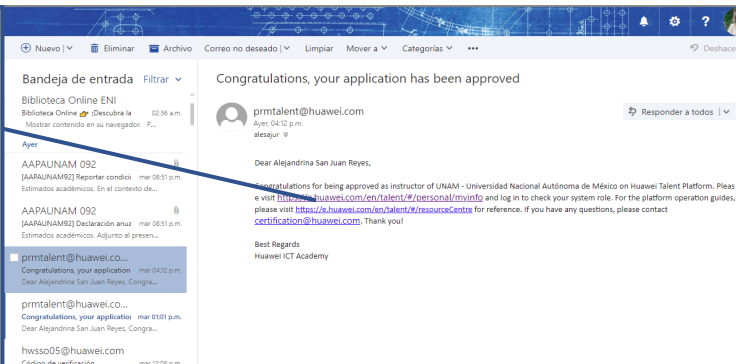 Nuevo
Eliminar
Archivo
Correo no deseado
Limpiar
Mover a
Categorías
Deshace
Bandeja de entrada
Filtrar
Biblioteca Online ENI
Biblioteca Online 👉 ¡Descubra la
02:36 a.m.
Mostrar contenido en su navegador. P...
Ayer
AAPAUNAM 092
[AAPAUNAM92] Reportar condici
mar 08:51 p.m.
Estimados académicos. En el contexto de...
AAPAUNAM 092
[AAPAUNAM92] Declaración anua
mar 08:51 p.m.
Estimados académicos. Adjunto al presen...
prmtalent@huawei.co...
Congratulations, your application
mar 04:12 p.m.
Dear Alejandrina San Juan Reyes, Congra...
prmtalent@huawei.co...
Congratulations, your application
mar 01:01 p.m.
Dear Alejandrina San Juan Reyes, Congra...
hwsso05@huawei.com
Código de verificación
mar 12:08 p.m.
Congratulations, your application has been approved
prmtalent@huawei.com
Ayer, 04:12 p.m.
alesajur
Responder a todos
Dear Alejandrina San Juan Reyes,
Congratulations for being approved as instructor of UNAM - Universidad Nacional Autónoma de México on Huawei Talent Platform. Pleas
e visit https://e.huawei.com/en/talent/#/personal/myinfo and log in to check your system role. For the platform operation guides,
please visit https://e.huawei.com/en/talent/#/resourceCentre for reference. If you have any questions, please contact
certification@huawei.com. Thank you!
Best Regards
Huawei ICT Academy